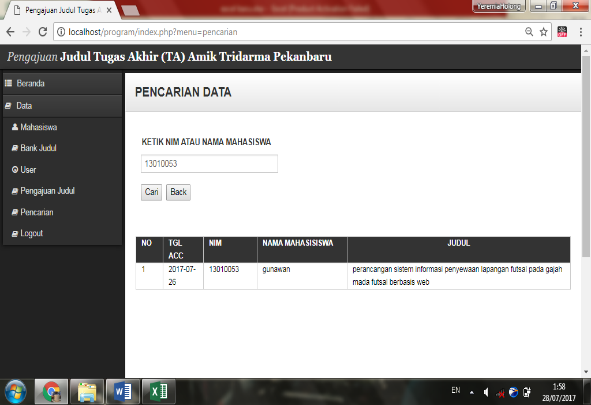 Pengajuan Judul Tugas A
YeremiaHolong
localhost/program/index.php?menu=pencarian
Pengajuan Judul Tugas Akhir (TA) Amik Tridarma Pekanbaru
Beranda
Data
Mahasiswa
Bank Judul
User
Pengajuan Judul
Pencarian
Logout
PENCARIAN DATA
KETIK NIM ATAU NAMA MAHASISWA
13010053
Cari Back
NO TGL ACC NIM NAMA MAHASISISWA JUDUL
1 2017-07-26 13010053 gunawan perancangan sistem informasi penyewaan lapangan futsal pada gajah
mada futsal berbasis web
EN
1:58
28/07/2017